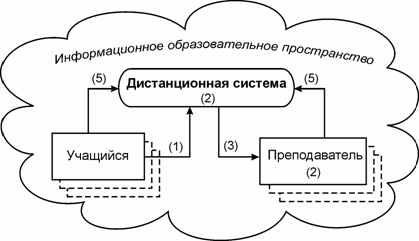 Информационное образовательное пространство
(5)
(5)
Дистанционная система
(2)
Учащийся
(1)
(3)
Преподаватель
(2)